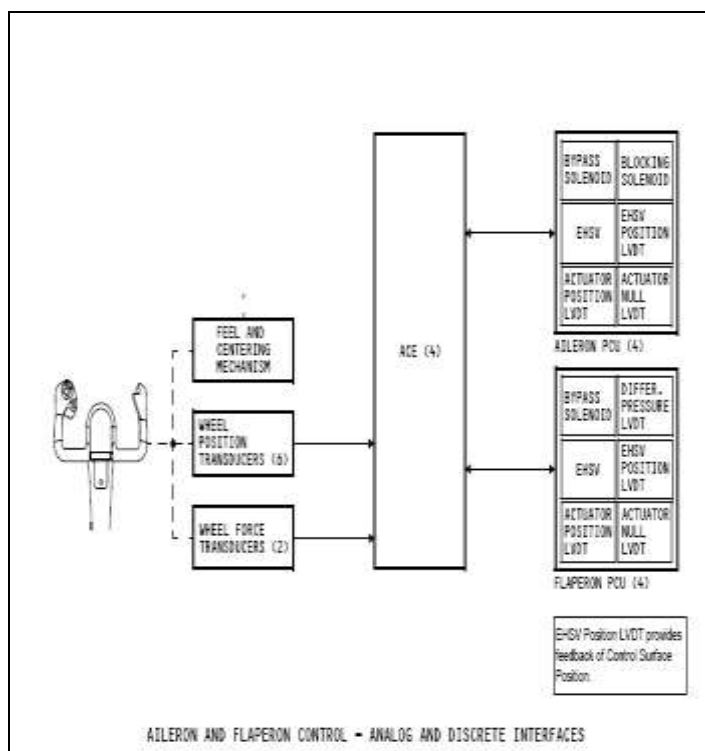 FEEL AND
CENTERING
MECHANISM
WHEEL
POSITION
TRANSDUCERS (6)
WHEEL FORCE
TRANSDUCERS (2)
ACE (4)
BYPASS
SOLENOID
BLOCKING
SOLENOID
EHSV
EHSV
POSITION
LVDT
ACTUATOR
POSITION
LVDT
ACTUATOR
NULL
LVDT
AILERON PCU (4)
BYPASS
SOLENOID
DIFFER.
PRESSURE
LVDT
EHSV
EHSV
POSITION
LVDT
ACTUATOR
POSITION
LVDT
ACTUATOR
NULL
LVDT
FLAPERON PCU (4)
EHSV Position LVDT provides
feedback of Control Surface
Position.
AILERON AND FLAPERON CONTROL - ANALOG AND DISCRETE INTERFACES